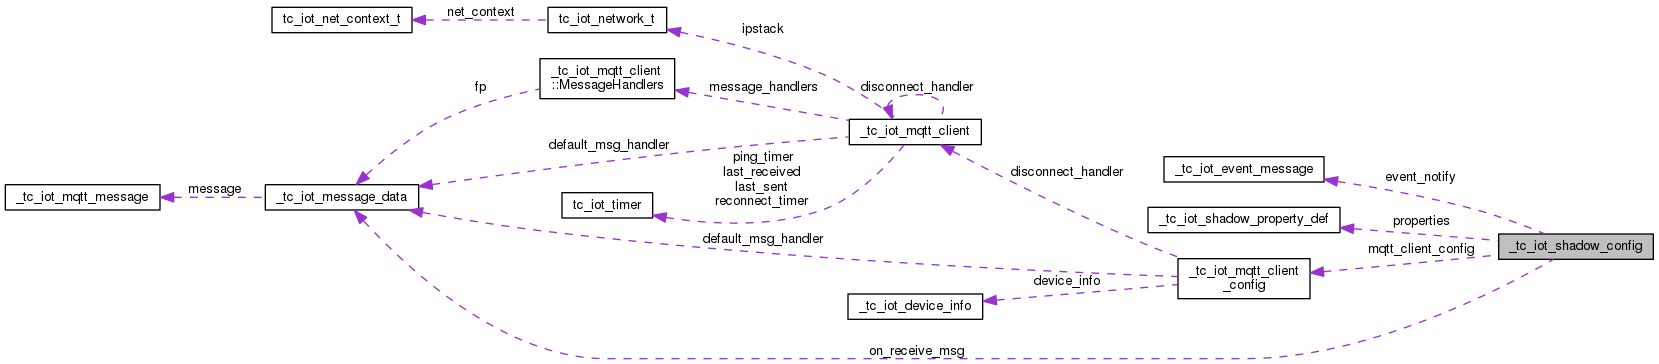 tc_iot_net_context_t
net_context
tc_iot_network_t
ipstack
_tc_iot_mqtt_client
::MessageHandlers
fp
message_handlers
disconnect_handler
_tc_iot_mqtt_client
default_msg_handler
ping_timer
last_received
last_sent
reconnect_timer
disconnect_handler
_tc_iot_event_message
event_notify
_tc_iot_mqtt_message
message
_tc_iot_message_data
tc_iot_timer
_tc_iot_shadow_property_def
properties
_tc_iot_shadow_config
default_msg_handler
mqtt_client_config
_tc_iot_mqtt_client
_config
device_info
_tc_iot_device_info
on_receive_msg